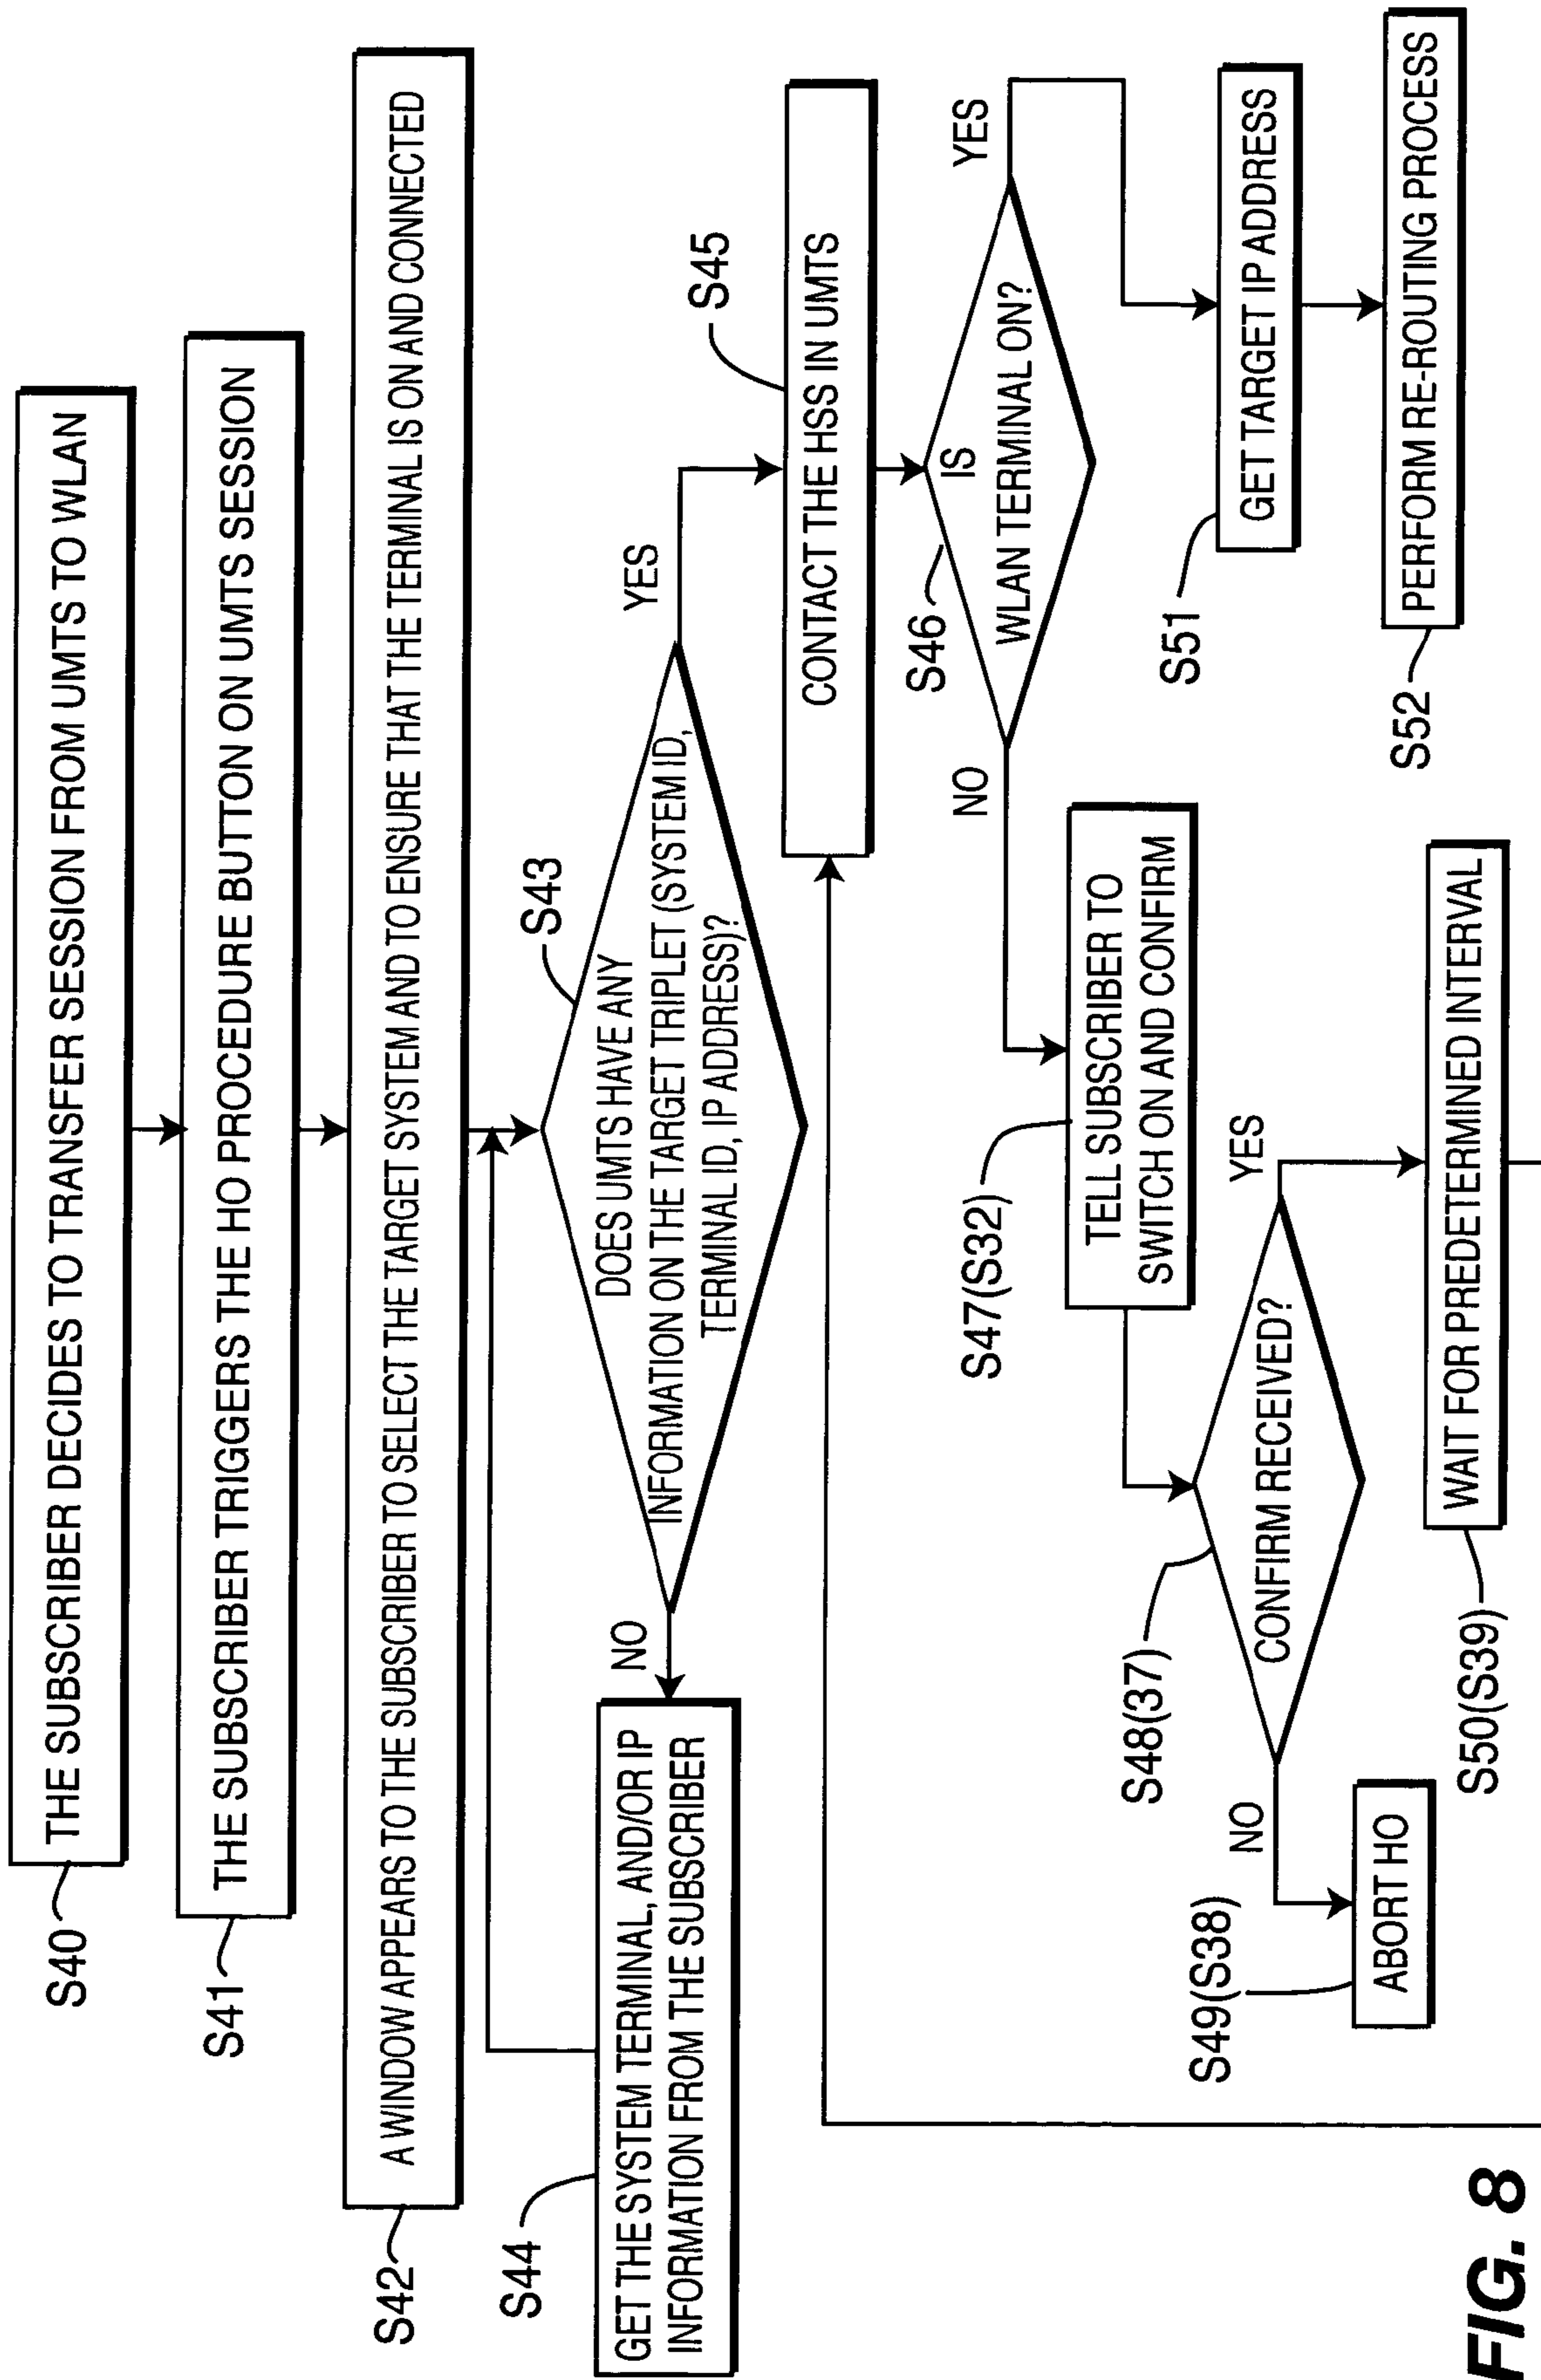 S40
THE SUBSCRIBER DECIDES TO TRANSFER SESSION FROM UMTS TO WLAN
S41
THE SUBSCRIBER TRIGGERS THE HO PROCEDURE BUTTON ON UMTS SESSION
S42
A WINDOW APPEARS TO THE SUBSCRIBER TO SELECT THE TARGET SYSTEM AND TO ENSURE THAT THE TERMINAL IS ON AND CONNECTED
S43
DOES UMTS HAVE ANY
INFORMATION ON THE TARGET TRIPLET (SYSTEM ID,
TERMINAL ID, IP ADDRESS)?
NO
YES
S44
GET THE SYSTEM TERMINAL, AND/OR IP
INFORMATION FROM THE SUBSCRIBER
S45
CONTACT THE HSS IN UMTS
S46
IS
WLAN TERMINAL ON?
NO
YES
S47(S32)
TELL SUBSCRIBER TO
SWITCH ON AND CONFIRM
S48(37)
CONFIRM RECEIVED?
NO
YES
S49(S38)
ABORT HO
S50(S39)
WAIT FOR PREDETERMINED INTERVAL
S51
GET TARGET IP ADDRESS
S52
PERFORM RE-ROUTING PROCESS
FIG. 8